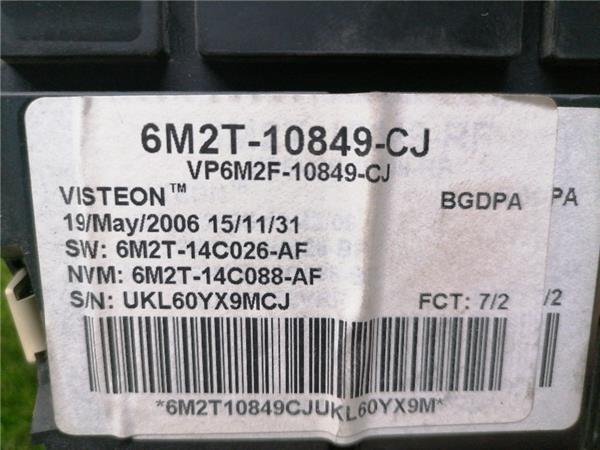 6M2T-10849-CJ
VP6M2F-10849-CJ
VISTEON™ BGDPA PA
19/May/2006 15/11/31
SW: 6M2T-14C026-AF
NVM: 6M2T-14C088-AF
S/N: UKL60YX9MCJ FCT: 7/2 /2
*6M2T10849CJUKL60YX9M*